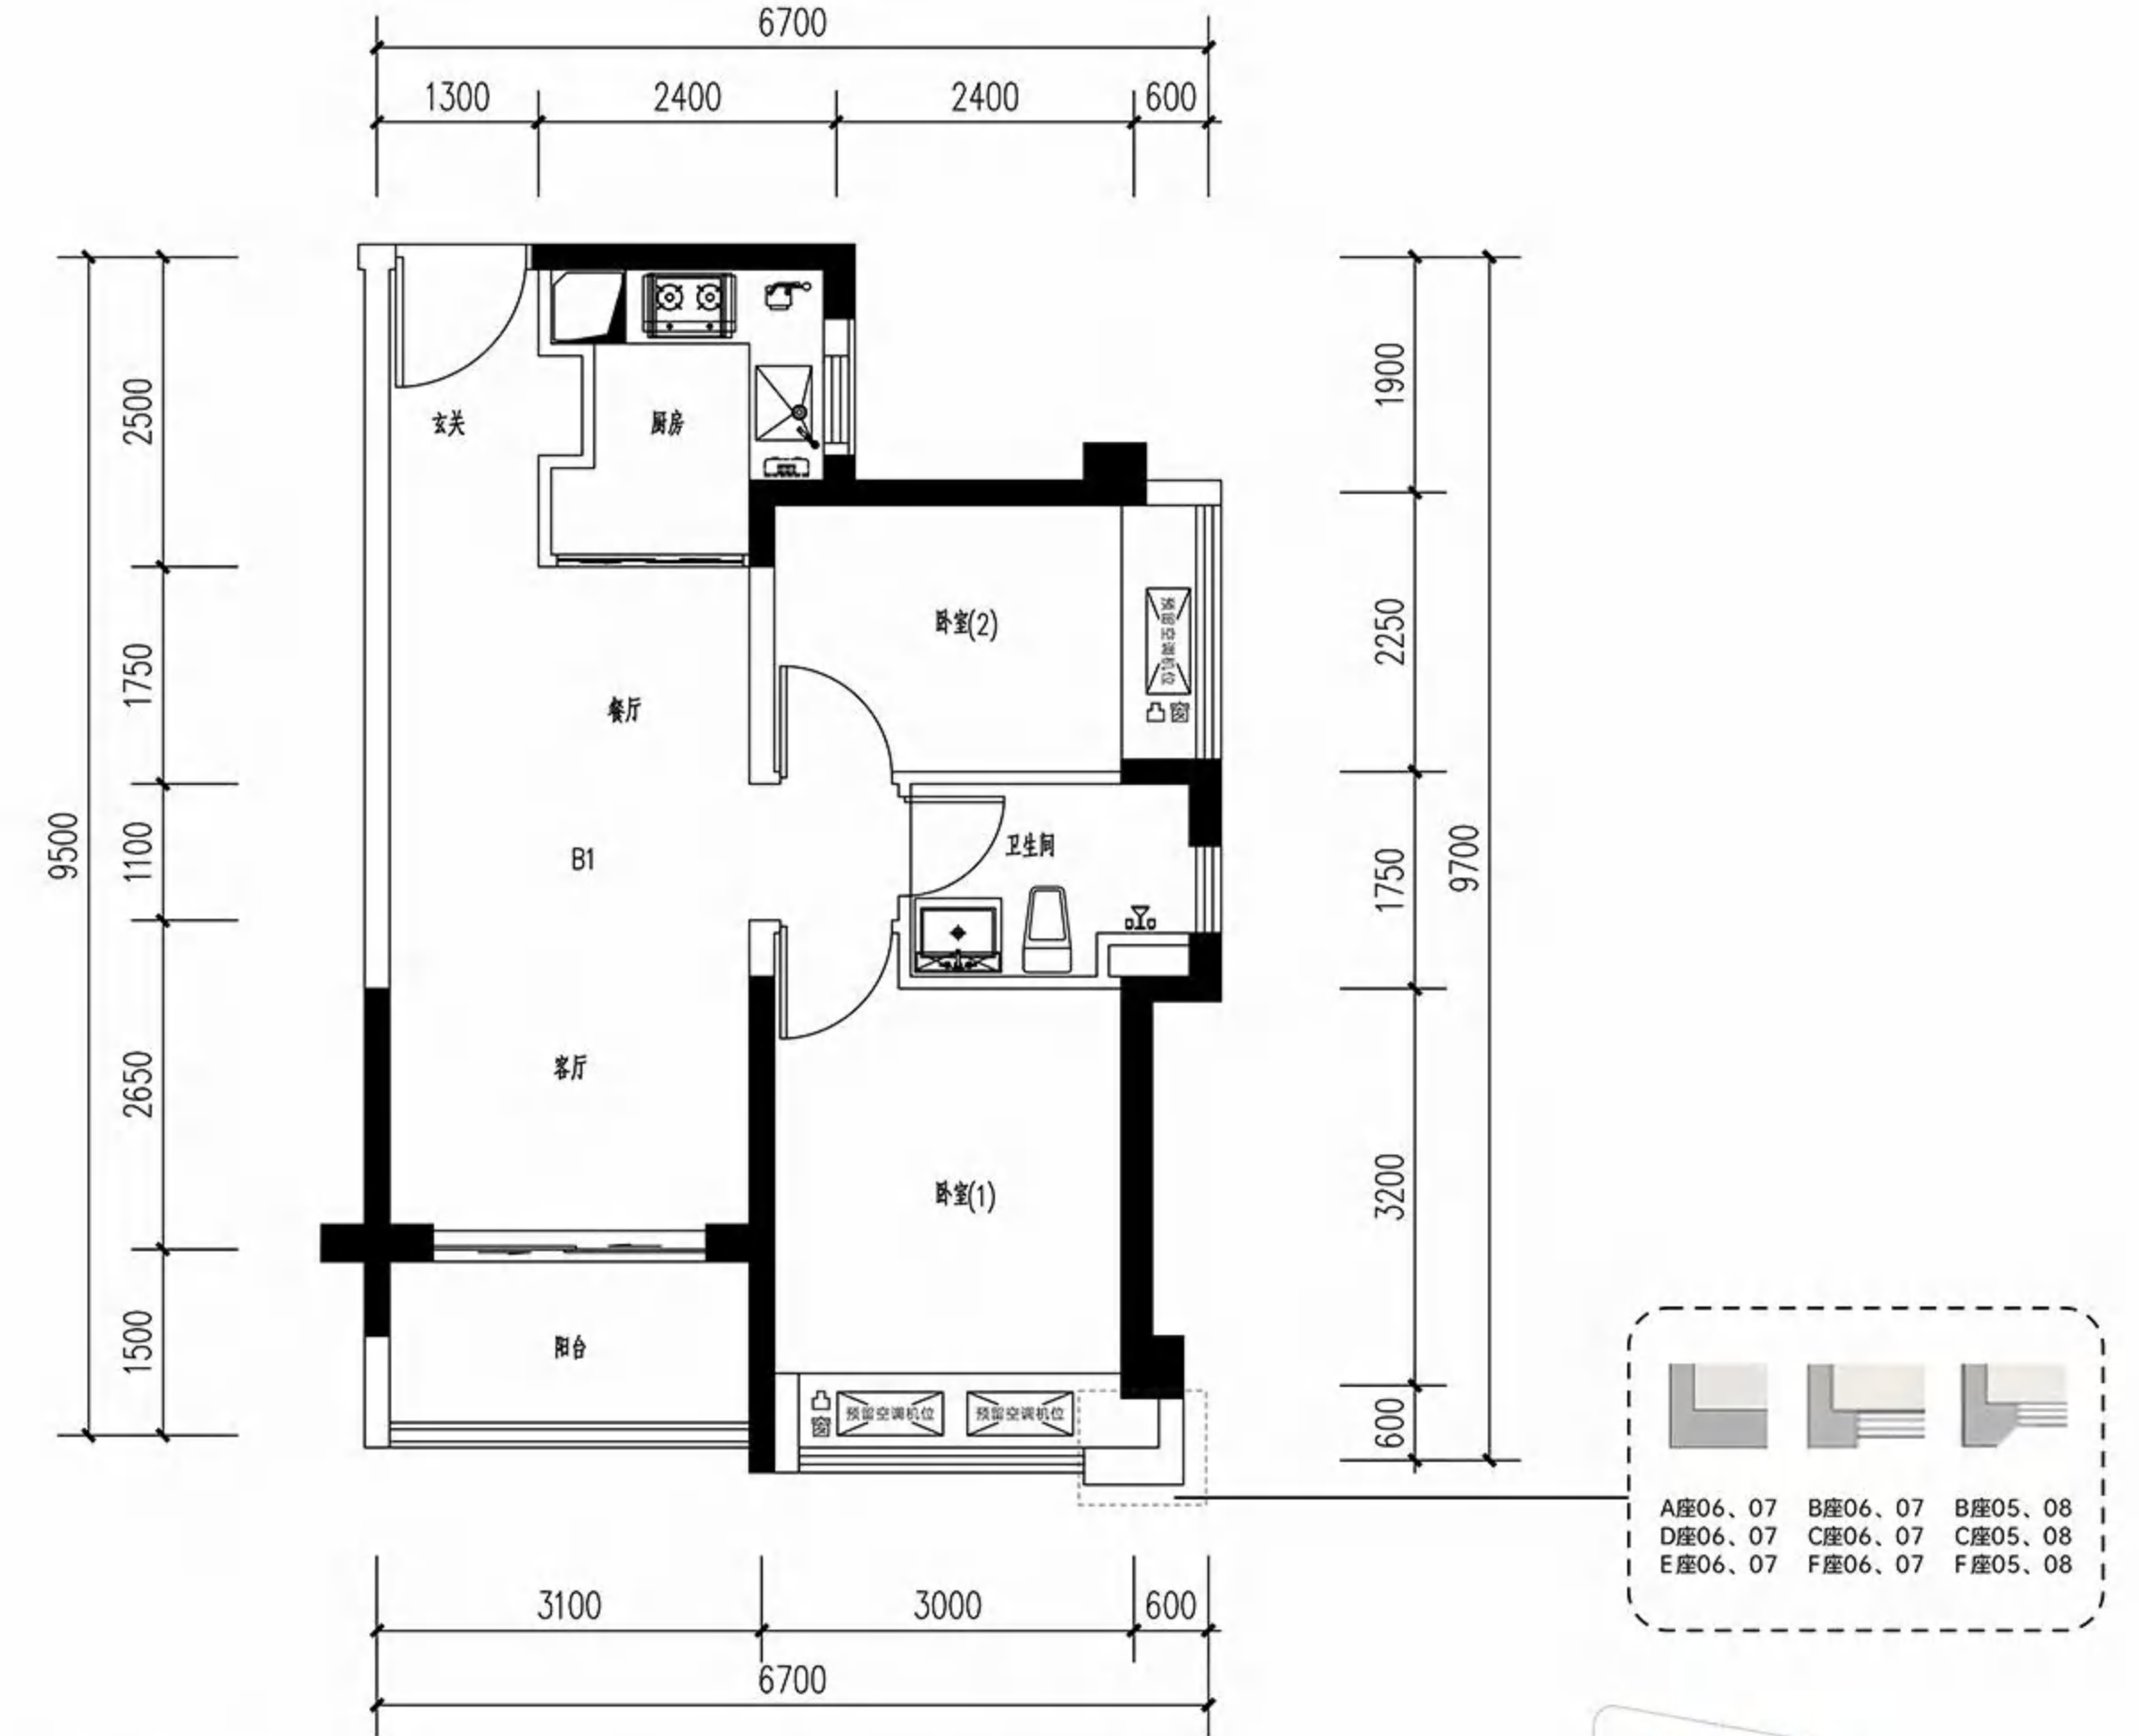 6700
1300
2400
2400
600
2500
1750
1100
2650
1500
9500
玄关
厨房
餐厅
卧室(2)
预留空调机位
凸窗
B1
卫生间
客厅
卧室(1)
阳台
凸窗
预留空调机位
预留空调机位
1900
2250
1750
3200
600
9700
3100
3000
600
6700
A座06、07
D座06、07
E座06、07
B座06、07
C座06、07
F座06、07
B座05、08
C座05、08
F座05、08